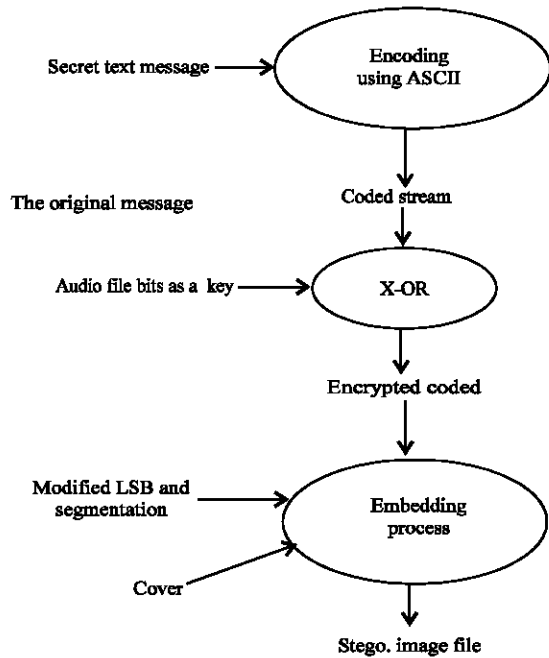 Encoding
using ASCII
Secret text message
Coded stream
The original message
Audio file bits as a key
X-OR
Encrypted coded
Modified LSB and
segmentation
Embedding
process
Cover
Stego. image file